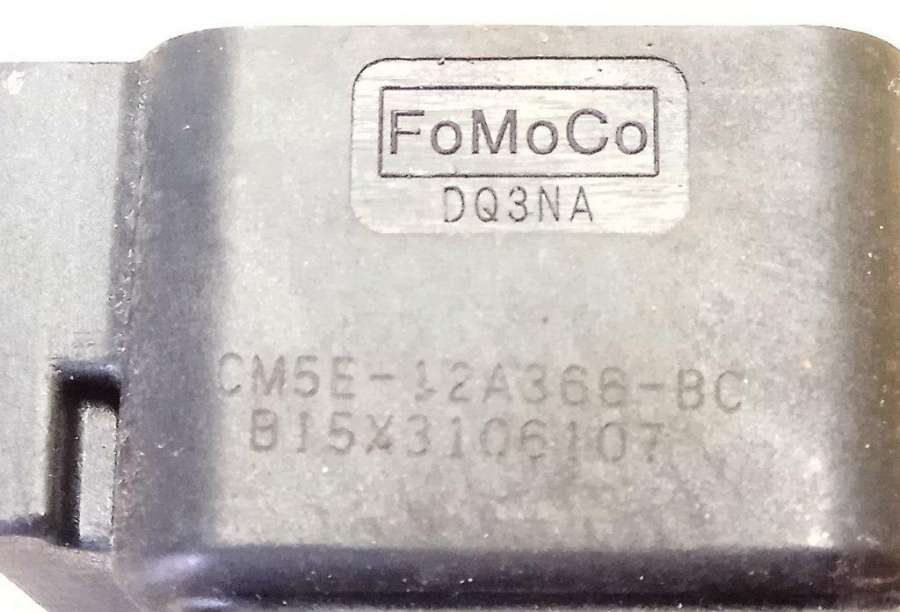 FoMoCo
DQ3NA
CM5E-12A366-BC
B15X3106107